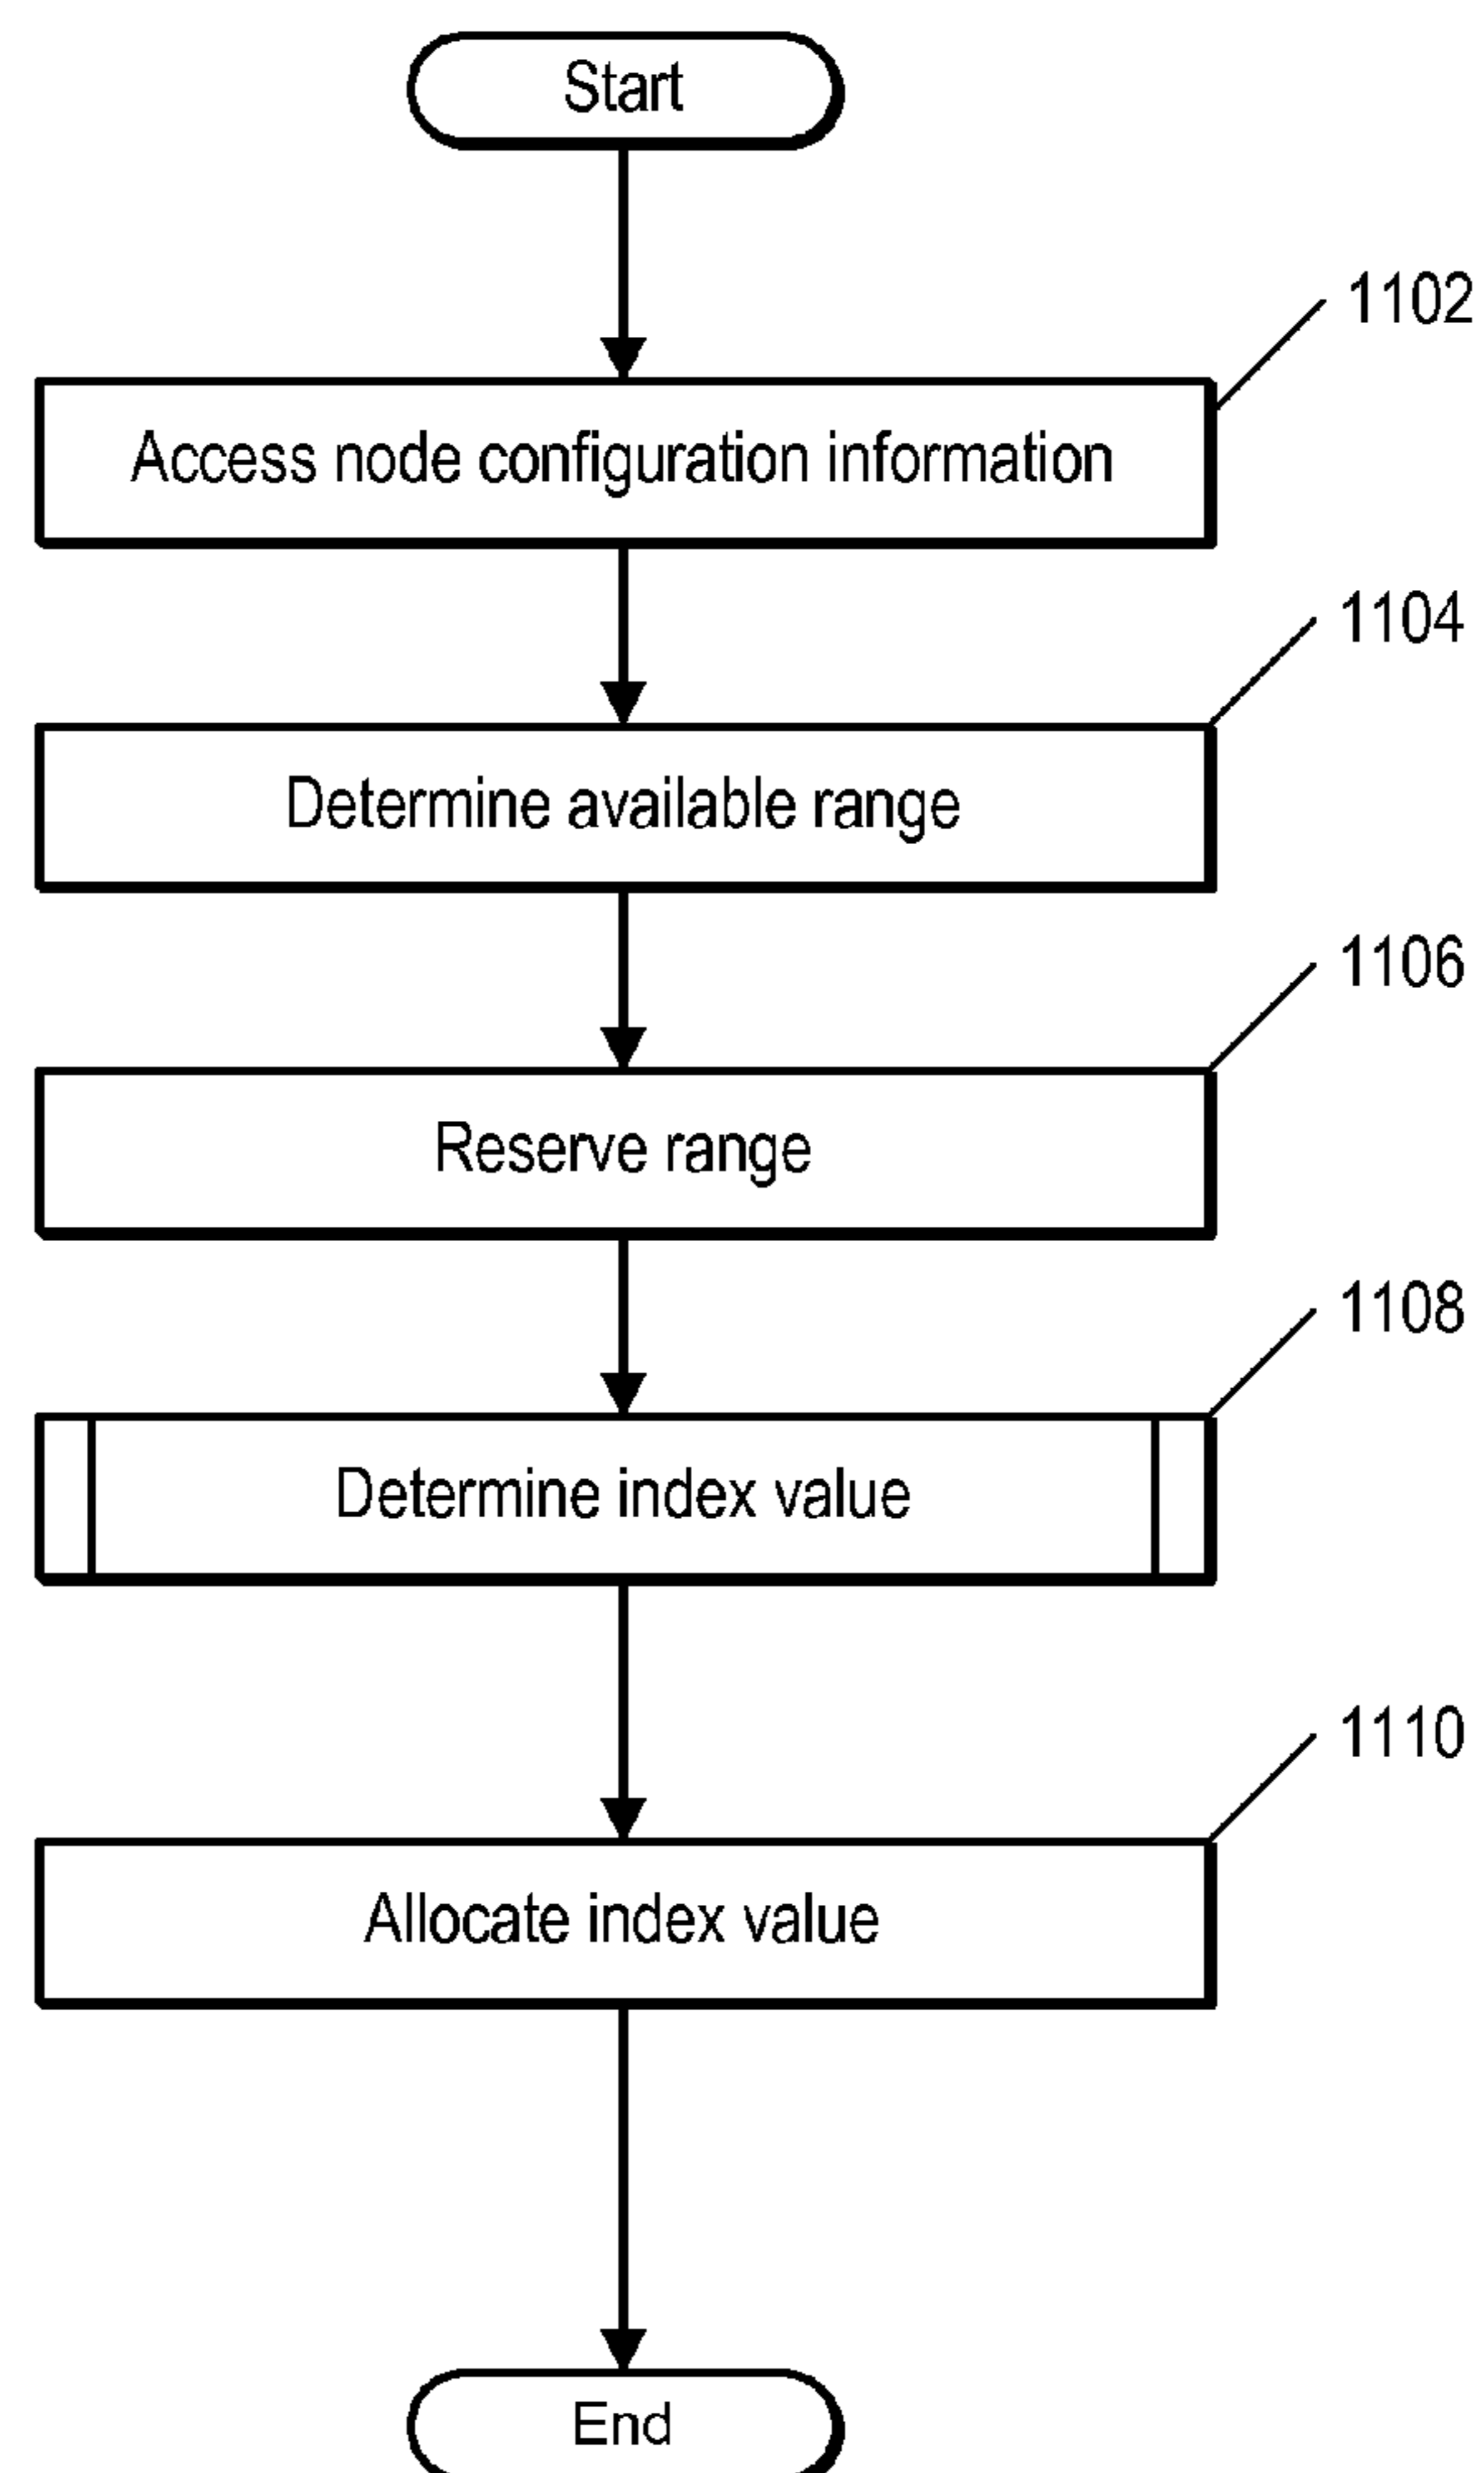 Start
1102
Access node configuration information
1104
Determine available range
1106
Reserve range
1108
Determine index value
1110
Allocate index value
End